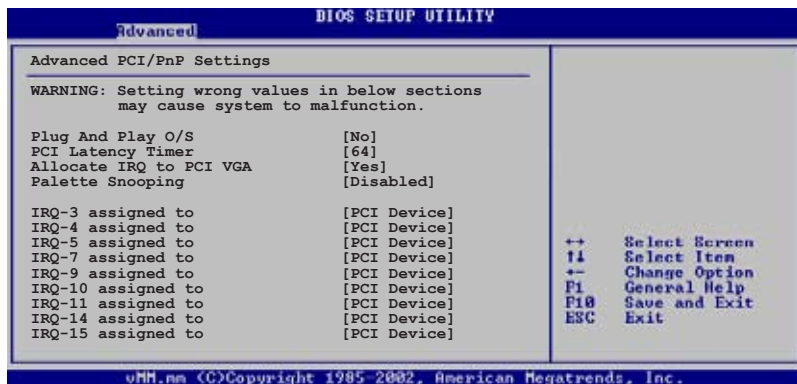 BIOS SETUP UTILITY
Advanced
Advanced PCI/PnP Settings
WARNING: Setting wrong values in below sections
may cause system to malfunction.
Plug And Play O/S [No]
PCI Latency Timer [64]
Allocate IRQ to PCI VGA [Yes]
Palette Snooping [Disabled]
IRQ-3 assigned to [PCI Device]
IRQ-4 assigned to [PCI Device]
IRQ-5 assigned to [PCI Device]
IRQ-7 assigned to [PCI Device]
IRQ-9 assigned to [PCI Device]
IRQ-10 assigned to [PCI Device]
IRQ-11 assigned to [PCI Device]
IRQ-14 assigned to [PCI Device]
IRQ-15 assigned to [PCI Device]
↔ Select Screen
↑↓ Select Item
+- Change Option
F1 General Help
F10 Save and Exit
ESC Exit
vMM.mm (C)Copyright 1985-2002, American Megatrends, Inc.